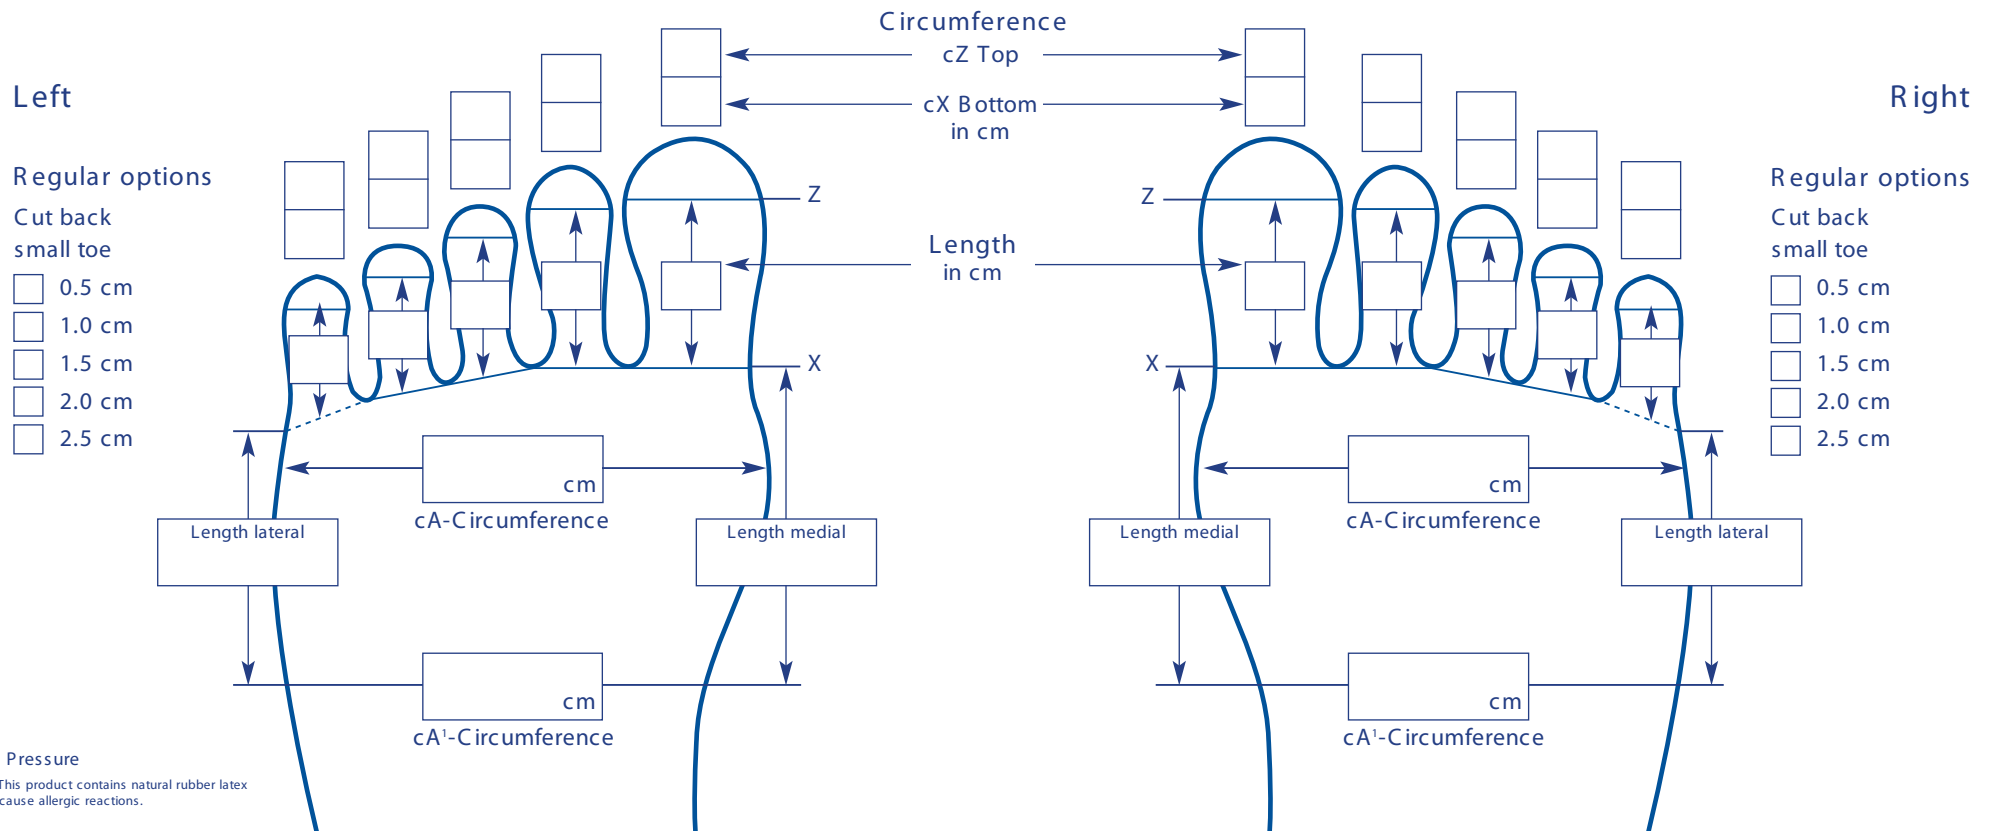 Circumference
cZ Top
cX Bottom
in cm
Left
Right
Regular options
Cut back
small toe
0.5 cm
1.0 cm
1.5 cm
2.0 cm
2.5 cm
Z
X
Length
in cm
Z
X
Regular options
Cut back
small toe
0.5 cm
1.0 cm
1.5 cm
2.0 cm
2.5 cm
cm
cA-Circumference
Length lateral
Length medial
cm
cA¹-Circumference
cm
cA-Circumference
Length medial
Length lateral
cm
cA¹-Circumference
Pressure
This product contains natural rubber latex
cause allergic reactions.